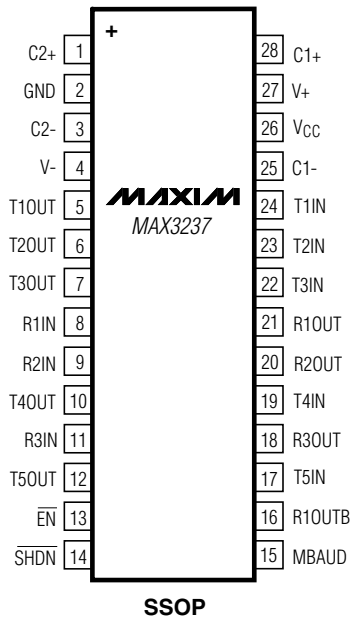 +
C2+ 1 28 C1+
GND 2 27 V+
C2- 3 26 VCC
V- 4 25 C1-
MAXIM
T1OUT 5 24 T1IN
MAX3237
T2OUT 6 23 T2IN
T3OUT 7 22 T3IN
R1IN 8 21 R1OUT
R2IN 9 20 R2OUT
T4OUT 10 19 T4IN
R3IN 11 18 R3OUT
T5OUT 12 17 T5IN
E̅N̅ 13 16 R1OUTB
S̅H̅D̅N̅ 14 15 MBAUD
SSOP